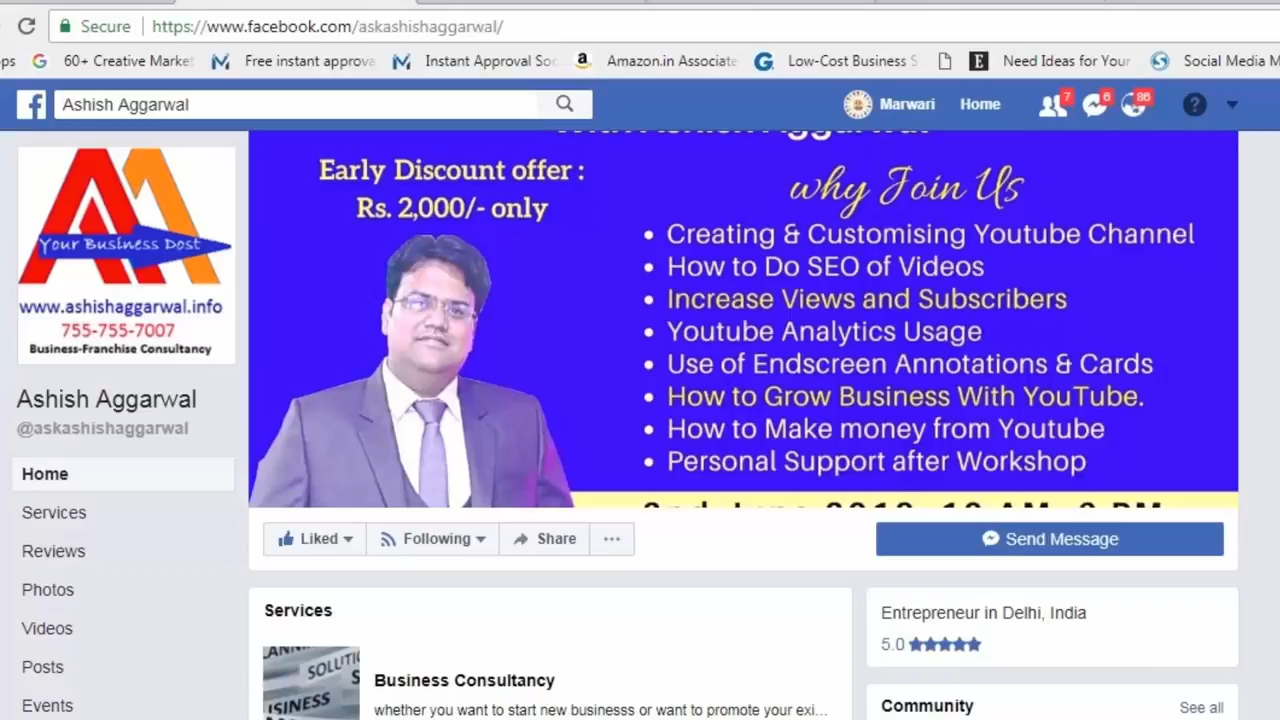 Secure
https://www.facebook.com/askashishaggarwal/
60+ Creative Market
Free instant approva
Instant Approval Soc
Amazon.in Associate
Low-Cost Business S
Need Ideas for Your
Social Media M
Ashish Aggarwal
Marwari
Home
7
6
86
Your Business Dost
www.ashishaggarwal.info
755-755-7007
Business-Franchise Consultancy
Ashish Aggarwal
@askashishaggarwal
Home
Services
Reviews
Photos
Videos
Posts
Events
With Ashish Aggarwal
Early Discount offer :
Rs. 2,000/- only
why Join Us
• Creating & Customising Youtube Channel
• How to Do SEO of Videos
• Increase Views and Subscribers
• Youtube Analytics Usage
• Use of Endscreen Annotations & Cards
• How to Grow Business With YouTube.
• How to Make money from Youtube
• Personal Support after Workshop
Liked
Following
Share
...
Send Message
Services
SOLUTIO
Business Consultancy
whether you want to start new businesss or want to promote your exi...
Entrepreneur in Delhi, India
5.0
Community
See all